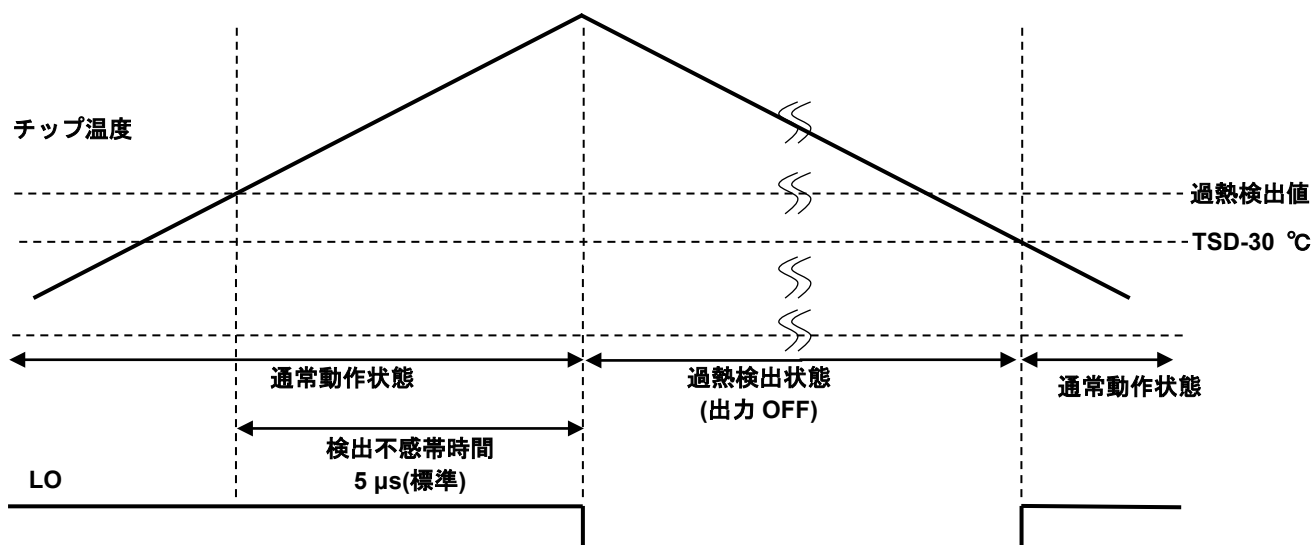 チップ温度
過熱検出値
TSD-30 ℃
通常動作状態
過熱検出状態
(出力 OFF)
通常動作状態
検出不感帯時間
5 μs(標準)
LO